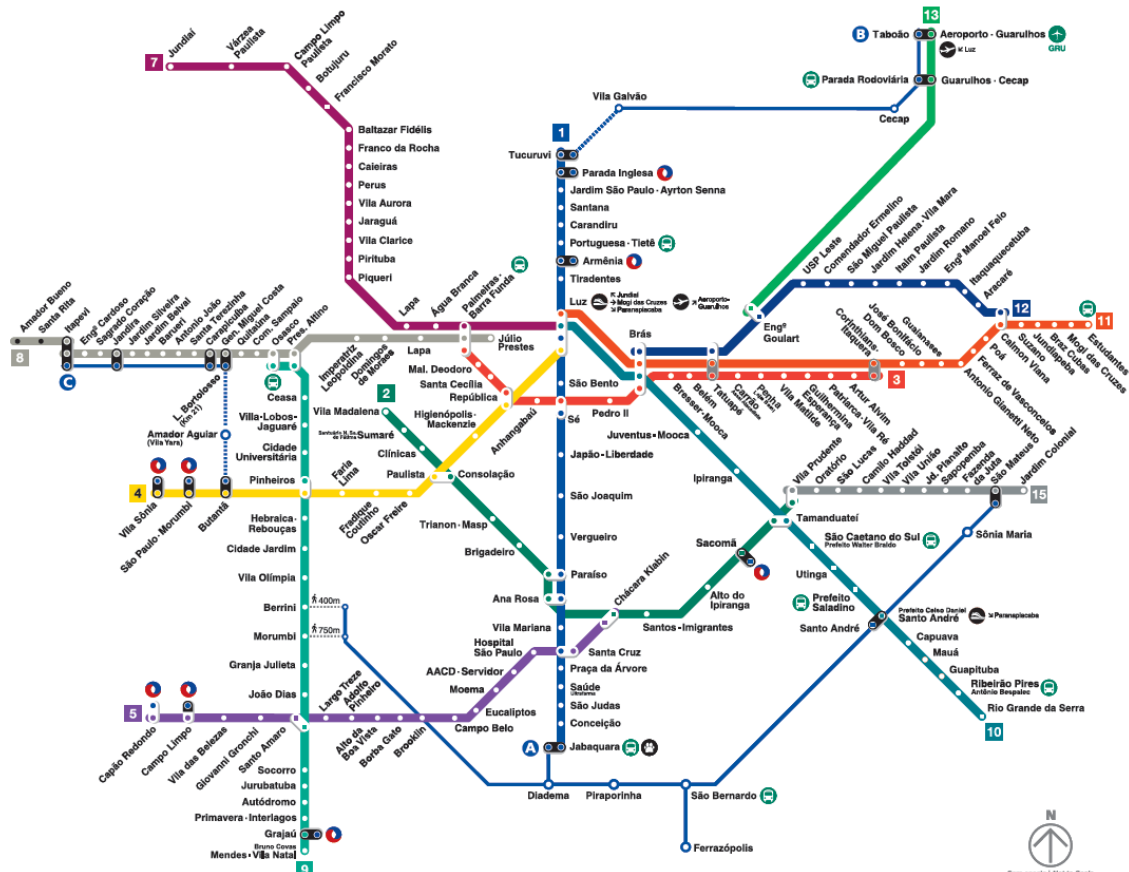 7
Jundiaí
Várzea
Paulista
Campo Limpo
Paulista
Botujuru
Francisco Morato
Baltazar Fidélis
Franco da Rocha
Caieiras
Perus
Vila Aurora
Jaraguá
Vila Clarice
Pirituba
Piqueri
Lapa
Água Branca
Palmeiras-
Barra Funda
1
Tucuruvi
Parada Inglesa
Jardim São Paulo - Ayrton Senna
Santana
Carandiru
Portuguesa - Tietê
Armênia
Tiradentes
Luz
Jundiaí
Mogi das Cruzes
Paranapiacaba
Aeroporto-
Guarulhos
São Bento
Sé
Japão-Liberdade
São Joaquim
Vergueiro
Paraíso
Ana Rosa
Vila Mariana
Santa Cruz
Praça da Árvore
Saúde
Ultrafarma
São Judas
Conceição
A
Jabaquara
Vila Galvão
Cecap
B
Taboão
Parada Rodoviária
13
Aeroporto - Guarulhos
GRU
Luz
Guarulhos - Cecap
Engº
Goulart
USP Leste
Comendador Ermelino
São Miguel Paulista
Jardim Helena - Vila Mara
Itaim Paulista
Jardim Romano
Engº Manoel Feio
Itaquaquecetuba
Aracaré
12
11
Calmon Viana
Suzano
Jundiapeba
Braz Cubas
Mogi das Cruzes
Estudantes
Poá
Ferraz de Vasconcelos
Antonio Gianetti Neto
Guaianases
José Bonifácio
Dom Bosco
Corinthians-
Itaquera
3
Artur Alvim
Patriarca - Vila Ré
Guilhermina
Esperança
Vila Matilde
Penha
Carrão
Tatuapé
Belém
Bresser-Mooca
Brás
Pedro II
Anhangabaú
República
Santa Cecília
Mal. Deodoro
8
Amador Bueno
Santa Rita
Itapevi
Engº Cardoso
Sagrado Coração
Jandira
Jardim Silveira
Jardim Belval
Barueri
Antonio João
Santa Terezinha
Carapicuíba
Gen. Miguel Costa
Quitaúna
Com. Sampaio
Osasco
Pres. Altino
Imperatriz
Leopoldina
Domingos
de Moraes
Lapa
Júlio
Prestes
C
L. Bortolosso
(Km 21)
Amador Aguiar
(Vila Yara)
Ceasa
Villa-Lobos-
Jaguaré
Cidade
Universitária
Pinheiros
Hebraica-
Rebouças
Cidade Jardim
Vila Olímpia
Berrini
400m
Morumbi
750m
Granja Julieta
João Dias
Socorro
Jurubatuba
Autódromo
Primavera - Interlagos
Grajaú
Bruno Covas
Mendes - Vila Natal
9
4
Vila Sônia
São Paulo - Morumbi
Butantã
Faria
Lima
Fradique
Coutinho
Oscar Freire
Paulista
Higienópolis-
Mackenzie
2
Vila Madalena
Sumaré
Clínicas
Consolação
Trianon - Masp
Brigadeiro
Chácara Klabin
Santos-Imigrantes
Alto do
Ipiranga
Sacomã
Tamanduateí
Vila Prudente
Oratório
São Lucas
Camilo Haddad
Vila Tolstói
Vila União
Jd. Planalto
Sapopemba
Fazenda
da Juta
São Mateus
Jardim Colonial
15
Juventus-Mooca
Ipiranga
São Caetano do Sul
Prefeito Walter Braido
Utinga
Prefeito
Saladino
Prefeito Celso Daniel
Santo André
Paranapiacaba
Santo André
Capuava
Mauá
Guapituba
Ribeirão Pires
Antônio Bespalec
Rio Grande da Serra
10
Sônia Maria
5
Capão Redondo
Campo Limpo
Vila das Belezas
Giovanni Gronchi
Santo Amaro
Largo Treze
Adolfo
Pinheiro
Alto da
Boa Vista
Borba Gato
Brooklin
Campo Belo
Eucaliptos
Moema
AACD-Servidor
Hospital
São Paulo
Diadema
Piraporinha
São Bernardo
Ferrazópolis
N